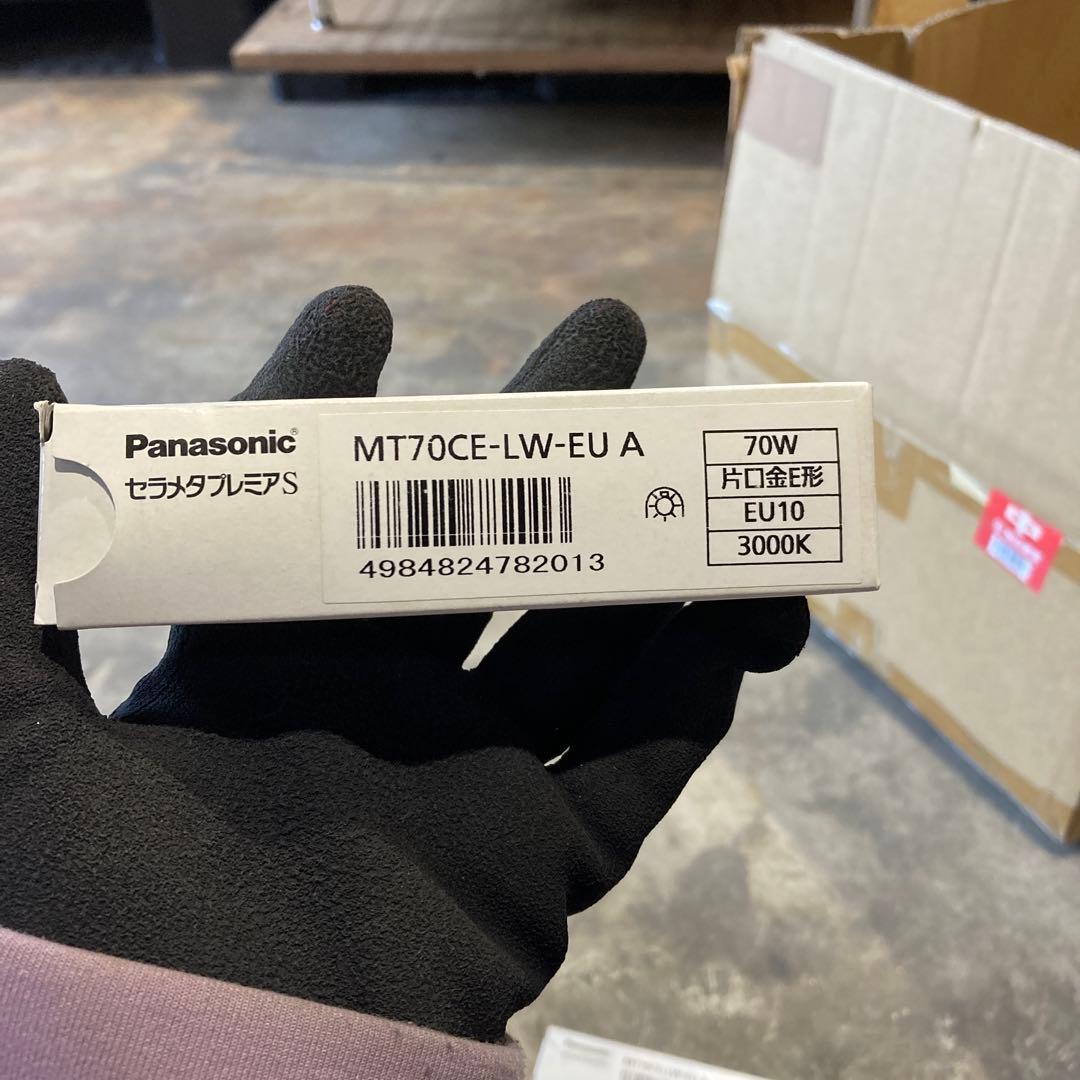 Panasonic
セラメタプレミアS
MT70CE-LW-EU A
4984824782013
70W
片口金E形
EU10
3000K
Panasonic